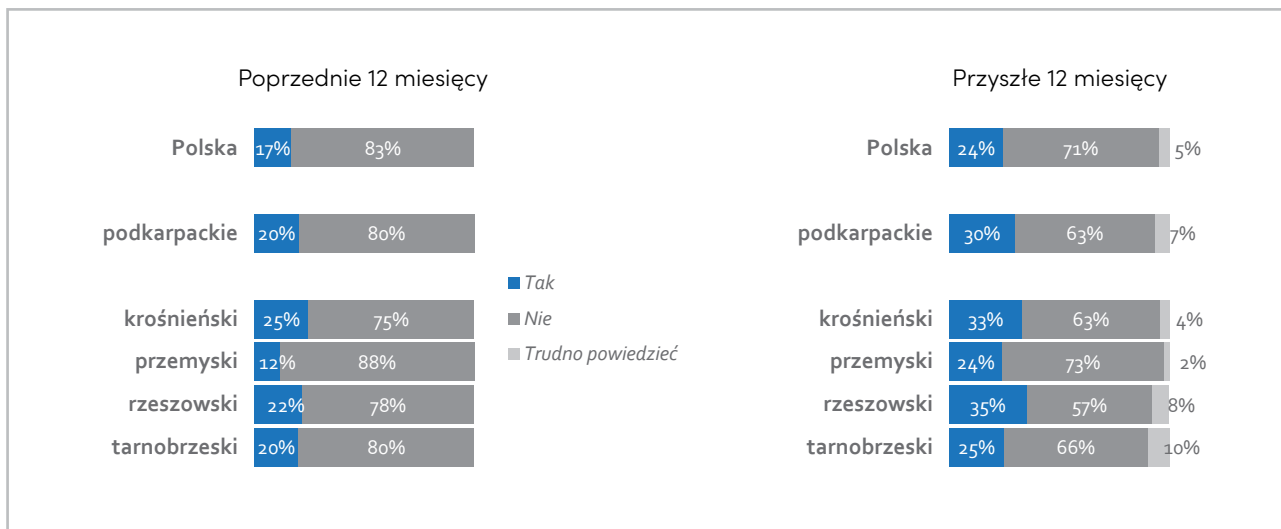 Poprzednie 12 miesięcy
Polska 17% 83%
podkarpackie 20% 80%
krośnieński 25% 75%
przemyski 12% 88%
rzeszowski 22% 78%
tarnobrzeski 20% 80%
Tak
Nie
Trudno powiedzieć
Przyszłe 12 miesięcy
Polska 24% 71% 5%
podkarpackie 30% 63% 7%
krośnieński 33% 63% 4%
przemyski 24% 73% 2%
rzeszowski 35% 57% 8%
tarnobrzeski 25% 66% 10%